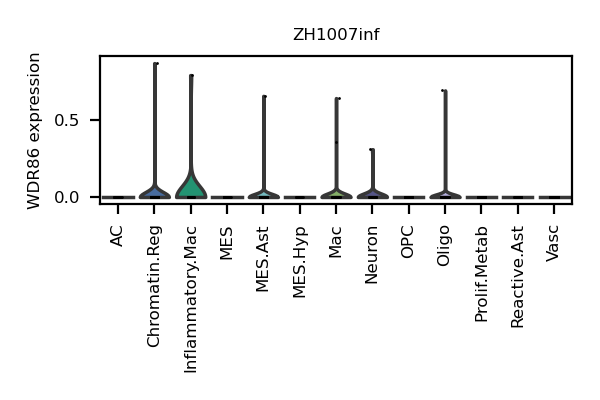 ZH1007inf
WDR86 expression
0.5
0.0
AC
Chromatin.Reg
Inflammatory.Mac
MES
MES.Ast
MES.Hyp
Mac
Neuron
OPC
Oligo
Prolif.Metab
Reactive.Ast
Vasc